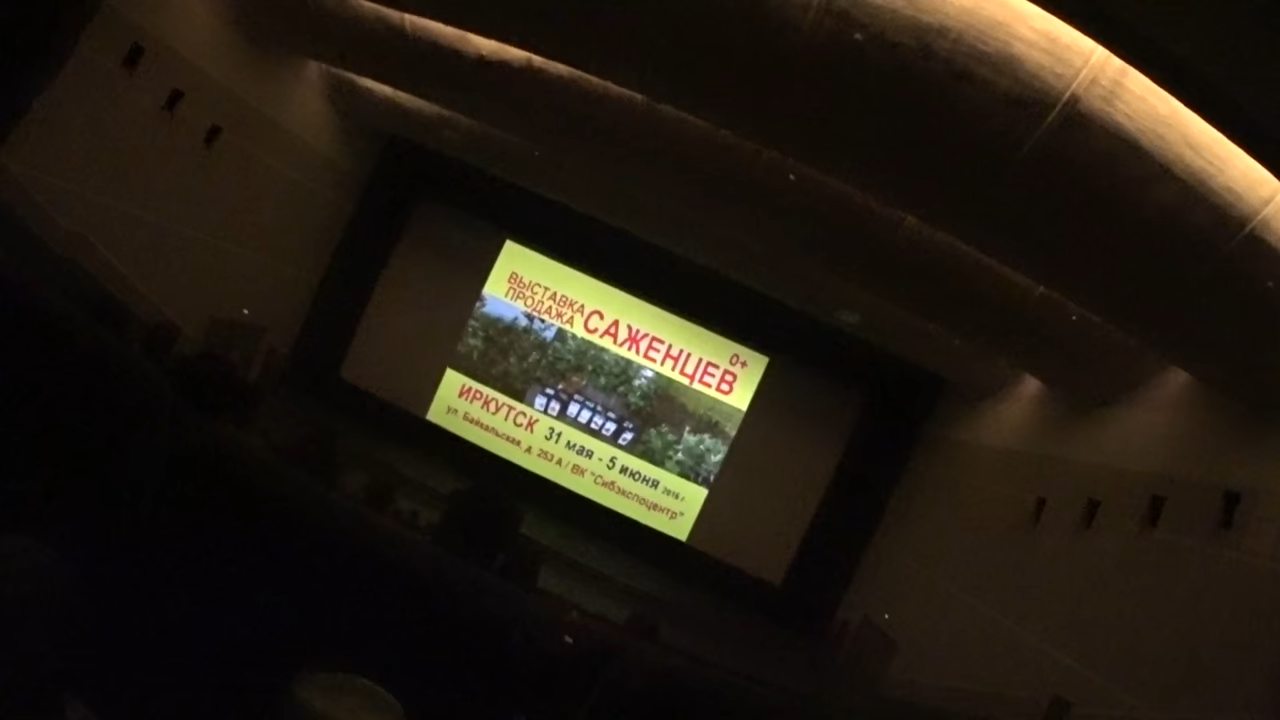 ВЫСТАВКА
ПРОДАЖА
САЖЕНЦЕВ
0+
ИРКУТСК 31 мая - 5 июня 2016 г.
ул. Байкальская, д. 253 А / ВК "Сибэкспоцентр"